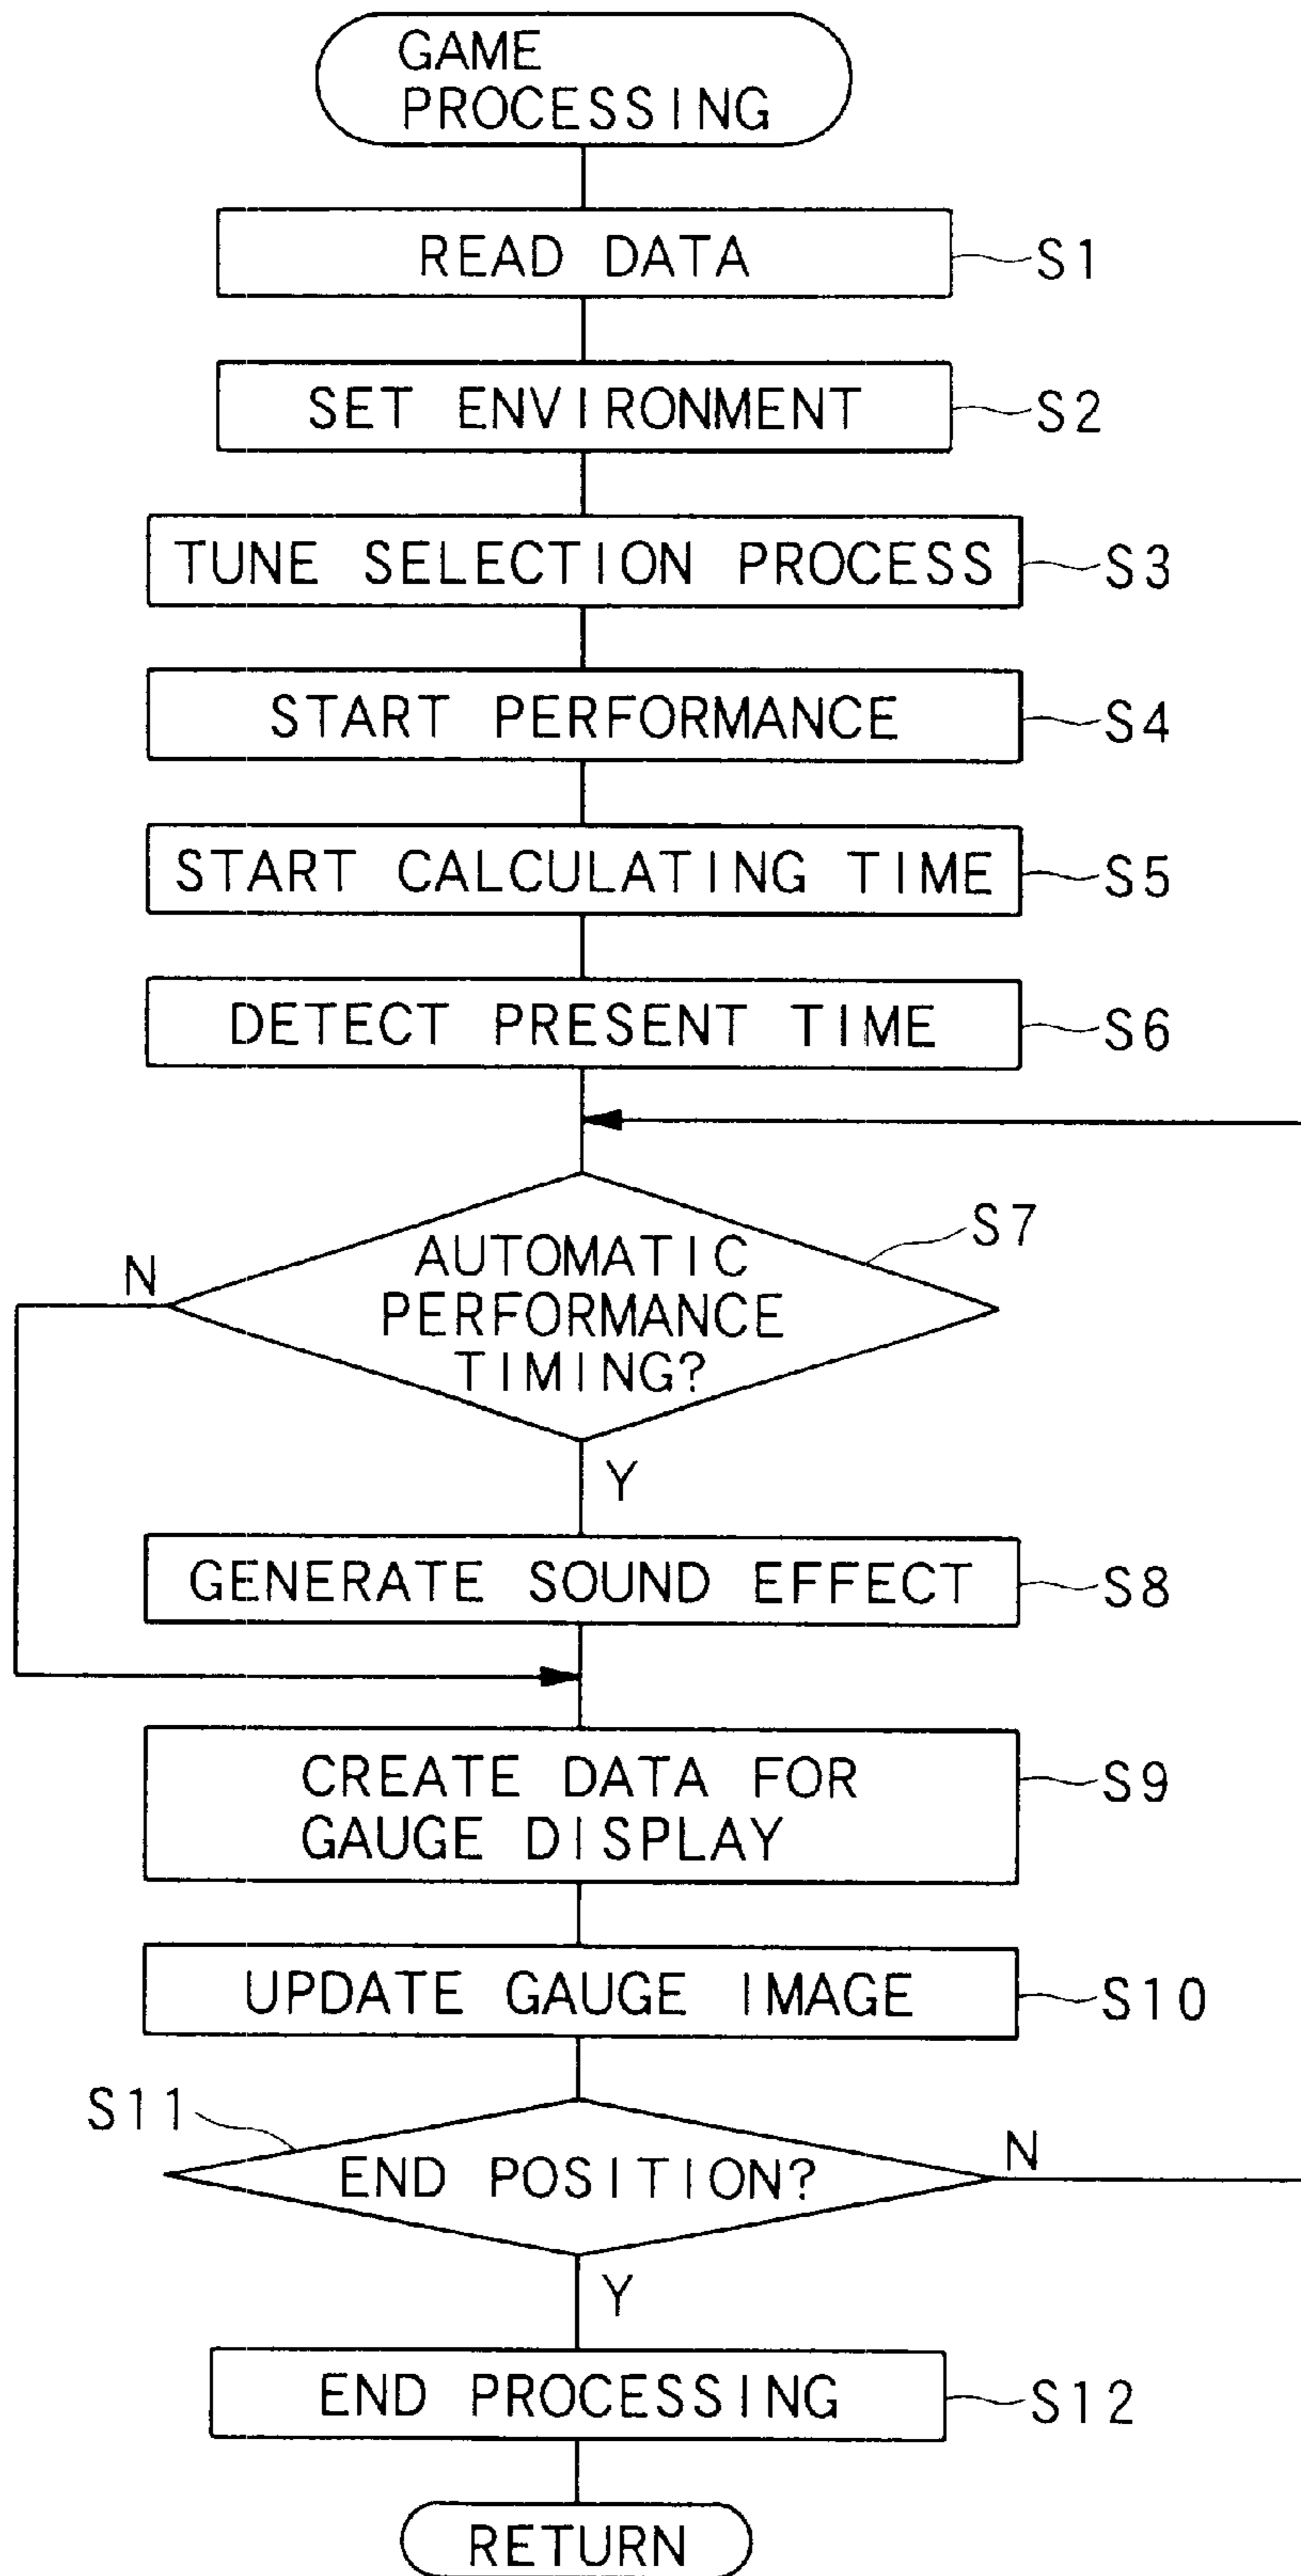 GAME
PROCESSING
READ DATA
S1
SET ENVIRONMENT
S2
TUNE SELECTION PROCESS
S3
START PERFORMANCE
S4
START CALCULATING TIME
S5
DETECT PRESENT TIME
S6
S7
N
AUTOMATIC
PERFORMANCE
TIMING?
Y
GENERATE SOUND EFFECT
S8
CREATE DATA FOR
GAUGE DISPLAY
S9
UPDATE GAUGE IMAGE
S10
S11
END POSITION?
N
Y
END PROCESSING
S12
RETURN